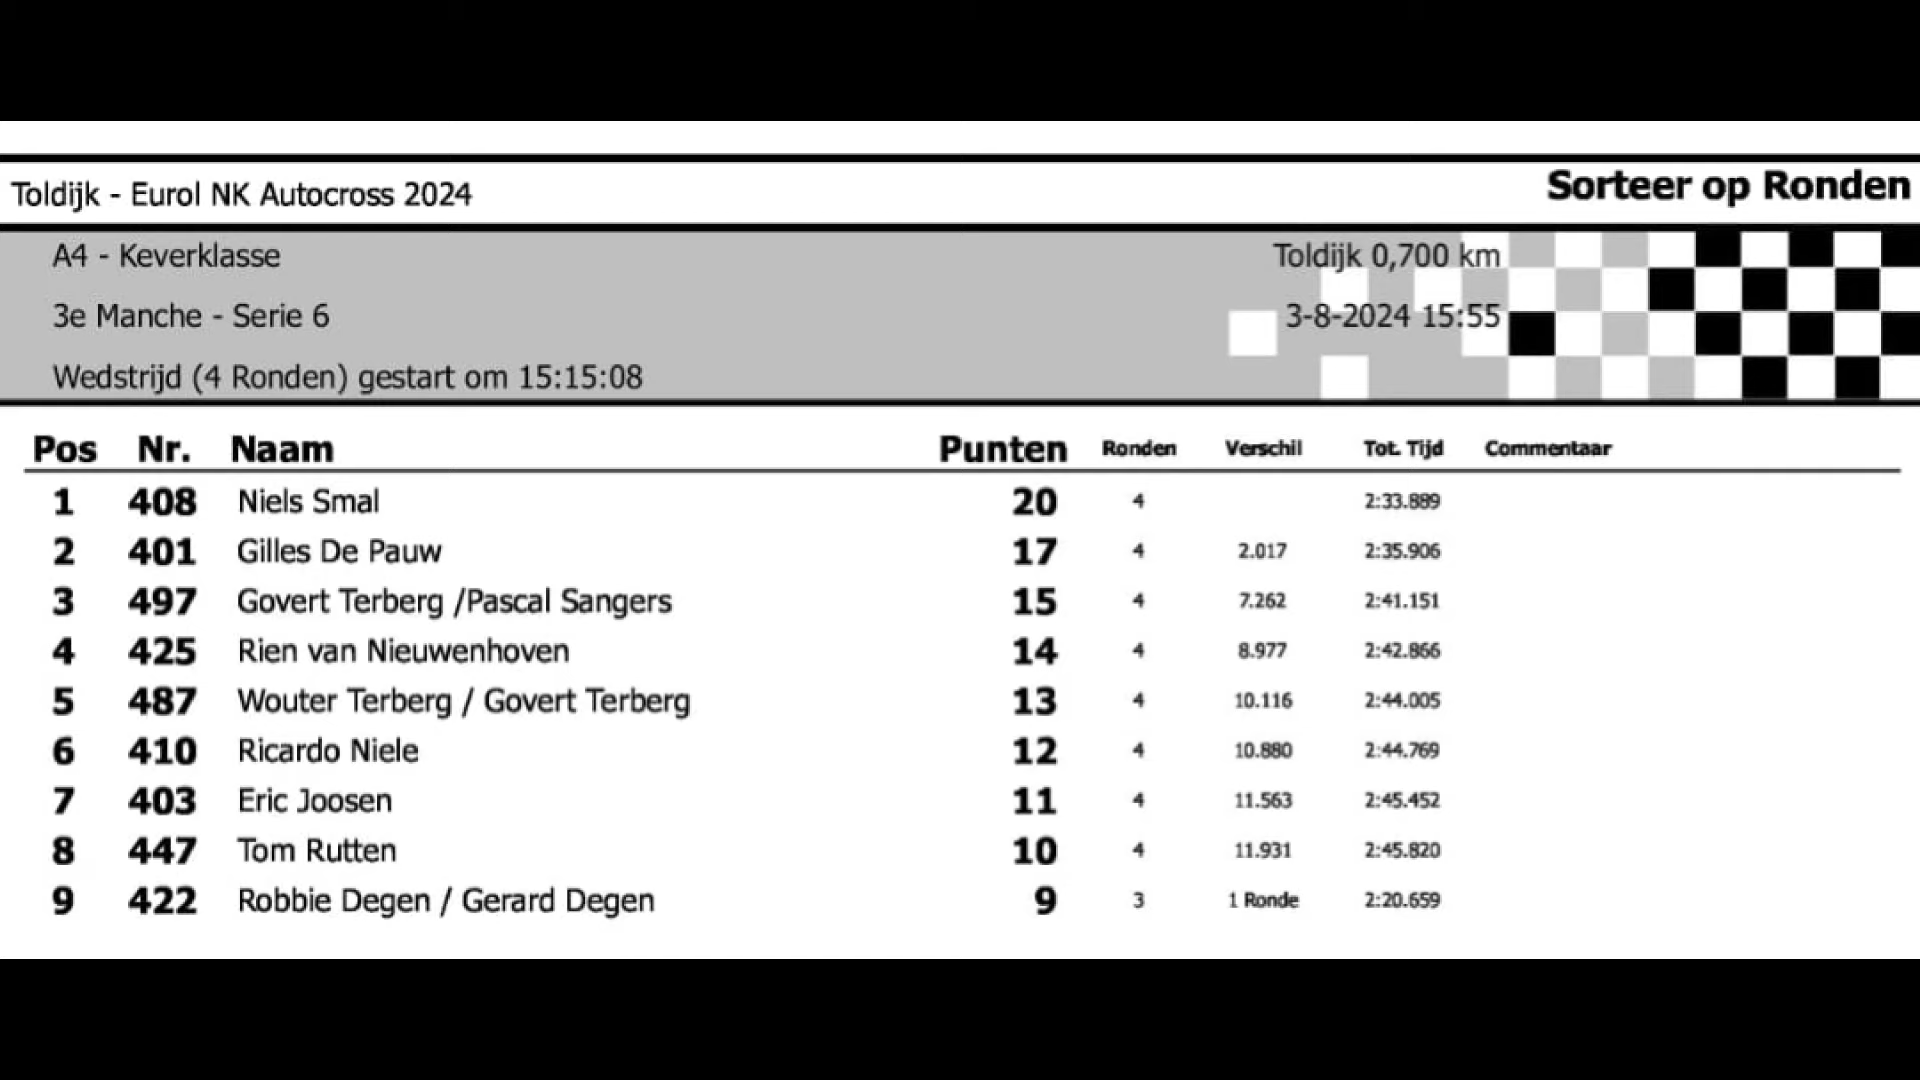 Toldijk - Eurol NK Autocross 2024 Sorteer op Ronden
A4 - Keverklasse Toldijk 0,700 km
3e Manche - Serie 6 3-8-2024 15:55
Wedstrijd (4 Ronden) gestart om 15:15:08
Pos Nr. Naam Punten Ronden Verschil Tot. Tijd Commentaar
1 408 Niels Smal 20 4 2:33.889
2 401 Gilles De Pauw 17 4 2.017 2:35.906
3 497 Govert Terberg /Pascal Sangers 15 4 7.262 2:41.151
4 425 Rien van Nieuwenhoven 14 4 8.977 2:42.866
5 487 Wouter Terberg / Govert Terberg 13 4 10.116 2:44.005
6 410 Ricardo Niele 12 4 10.880 2:44.769
7 403 Eric Joosen 11 4 11.563 2:45.452
8 447 Tom Rutten 10 4 11.931 2:45.820
9 422 Robbie Degen / Gerard Degen 9 3 1 Ronde 2:20.659